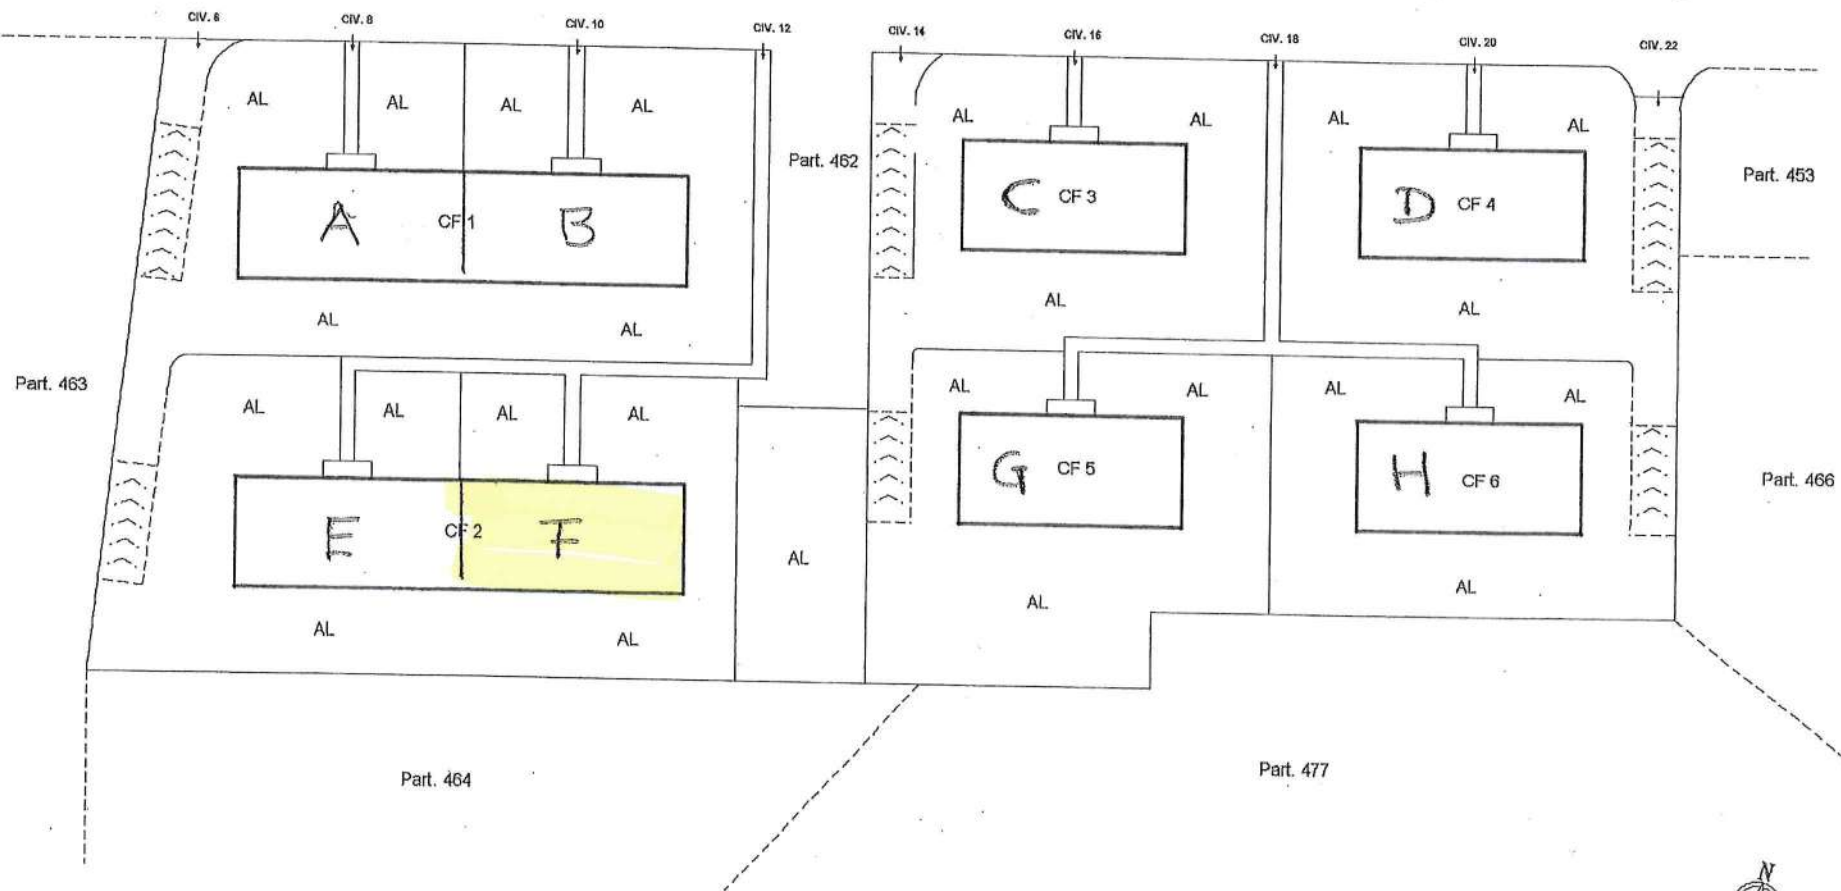 CIV. 6
CIV. 8
CIV. 10
CIV. 12
CIV. 14
CIV. 16
CIV. 18
CIV. 20
CIV. 22
AL
AL
AL
AL
AL
AL
AL
AL
Part. 462
Part. 453
A
CF 1
B
C
CF 3
D
CF 4
AL
AL
AL
AL
Part. 463
AL
AL
AL
AL
AL
AL
AL
AL
E
CF 2
F
G
CF 5
H
CF 6
Part. 466
AL
AL
AL
AL
AL
Part. 464
Part. 477
N